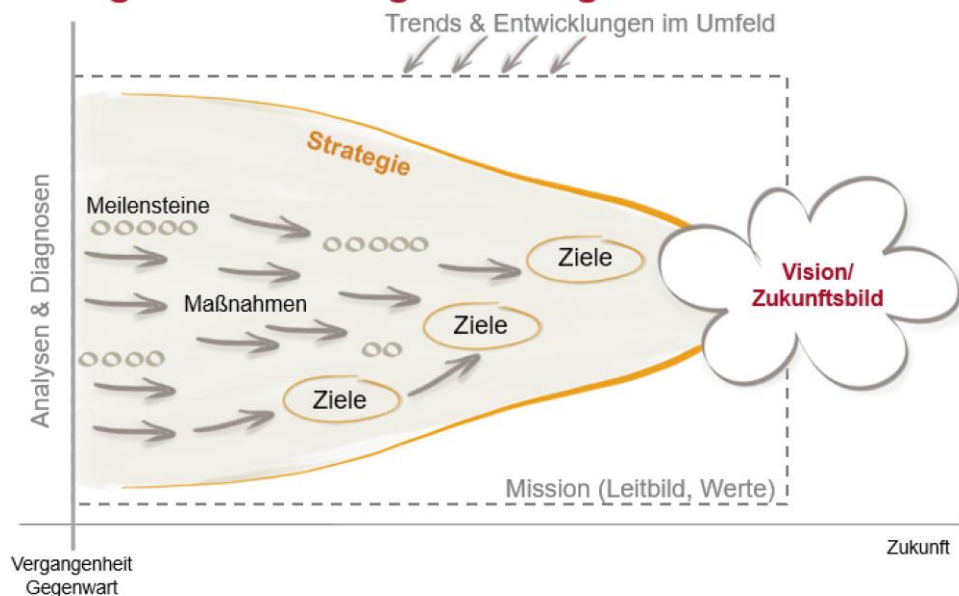 Trends & Entwicklungen im Umfeld
Strategie
Analysen & Diagnosen
Meilensteine
Maßnahmen
Ziele
Ziele
Ziele
Vision/
Zukunftsbild
Mission (Leitbild, Werte)
Vergangenheit
Gegenwart
Zukunft